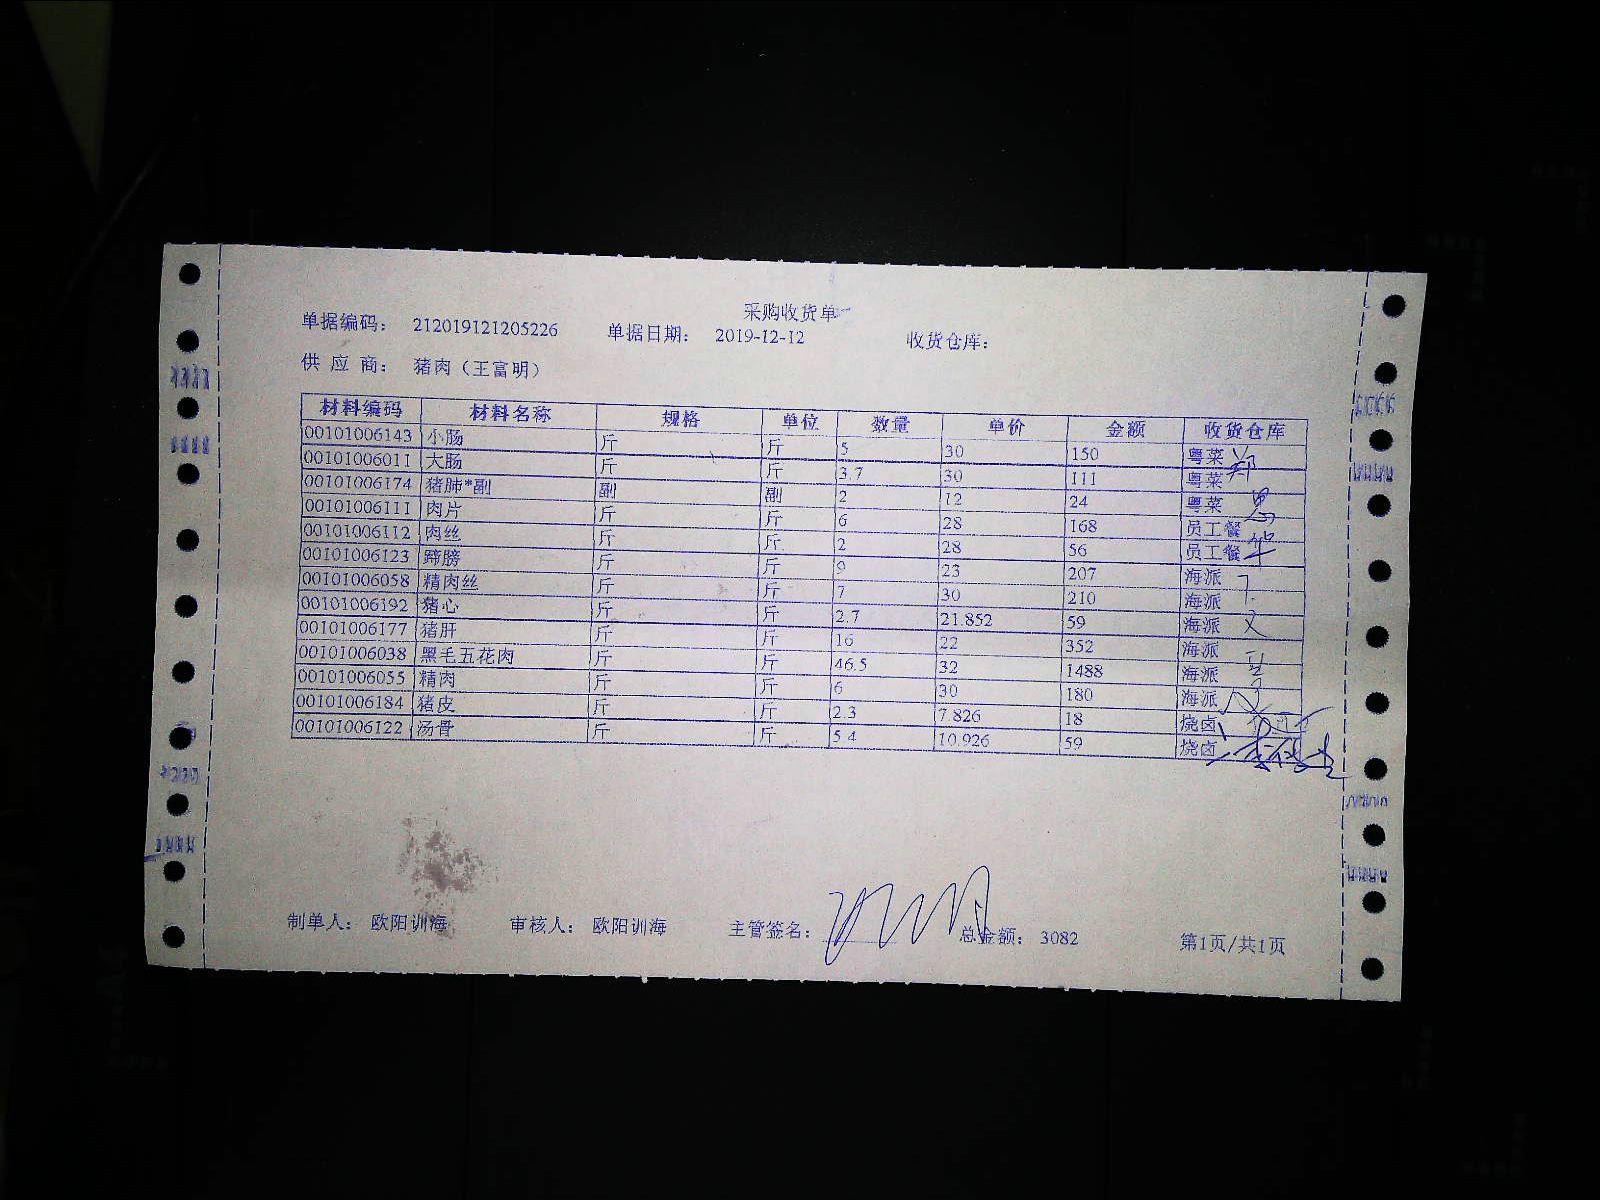 采购收货单
单据编码： 212019121205226 单据日期： 2019-12-12 收货仓库：
供 应 商： 猪肉（王富明）
材料编码 材料名称 规格 单位 数量 单价 金额 收货仓库
00101006143 小肠 斤 斤 5 30 150 粤菜
00101006011 大肠 斤 斤 3.7 30 111 粤菜
00101006174 猪肺*副 副 副 2 12 24 粤菜
00101006111 肉片 斤 斤 6 28 168 员工餐
00101006112 肉丝 斤 斤 2 28 56 员工餐
00101006123 蹄膀 斤 斤 9 23 207 海派
00101006058 精肉丝 斤 斤 7 30 210 海派
00101006192 猪心 斤 斤 2.7 21.852 59 海派
00101006177 猪肝 斤 斤 16 22 352 海派
00101006038 黑毛五花肉 斤 斤 46.5 32 1488 海派
00101006055 精肉 斤 斤 6 30 180 海派
00101006184 猪皮 斤 斤 2.3 7.826 18 烧卤
00101006122 汤骨 斤 斤 5.4 10.926 59 烧卤
制单人： 欧阳训海 审核人： 欧阳训海 主管签名： 总金额： 3082 第1页/共1页